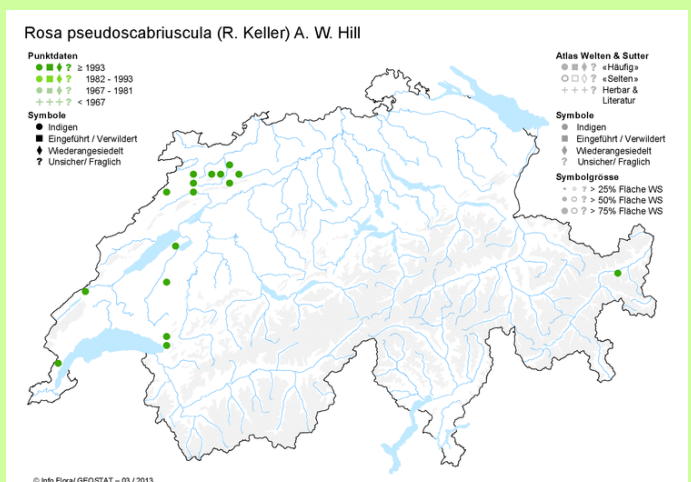 Rosa pseudoscabriuscula (R. Keller) A. W. Hill
Punktdaten
? ≥ 1993
? 1982 - 1993
? 1967 - 1981
< 1967
Symbole
Indigen
Eingeführt / Verwildert
Wiederangesiedelt
? Unsicher/ Fraglich
Atlas Welten & Sutter
? «Häufig»
? «Selten»
Herbar &
Literatur
Symbole
Indigen
Eingeführt / Verwildert
Wiederangesiedelt
? Unsicher/ Fraglich
Symbolgrösse
? > 25% Fläche WS
? > 50% Fläche WS
? > 75% Fläche WS
© Info Flora/ GEOSTAT – 03 / 2013